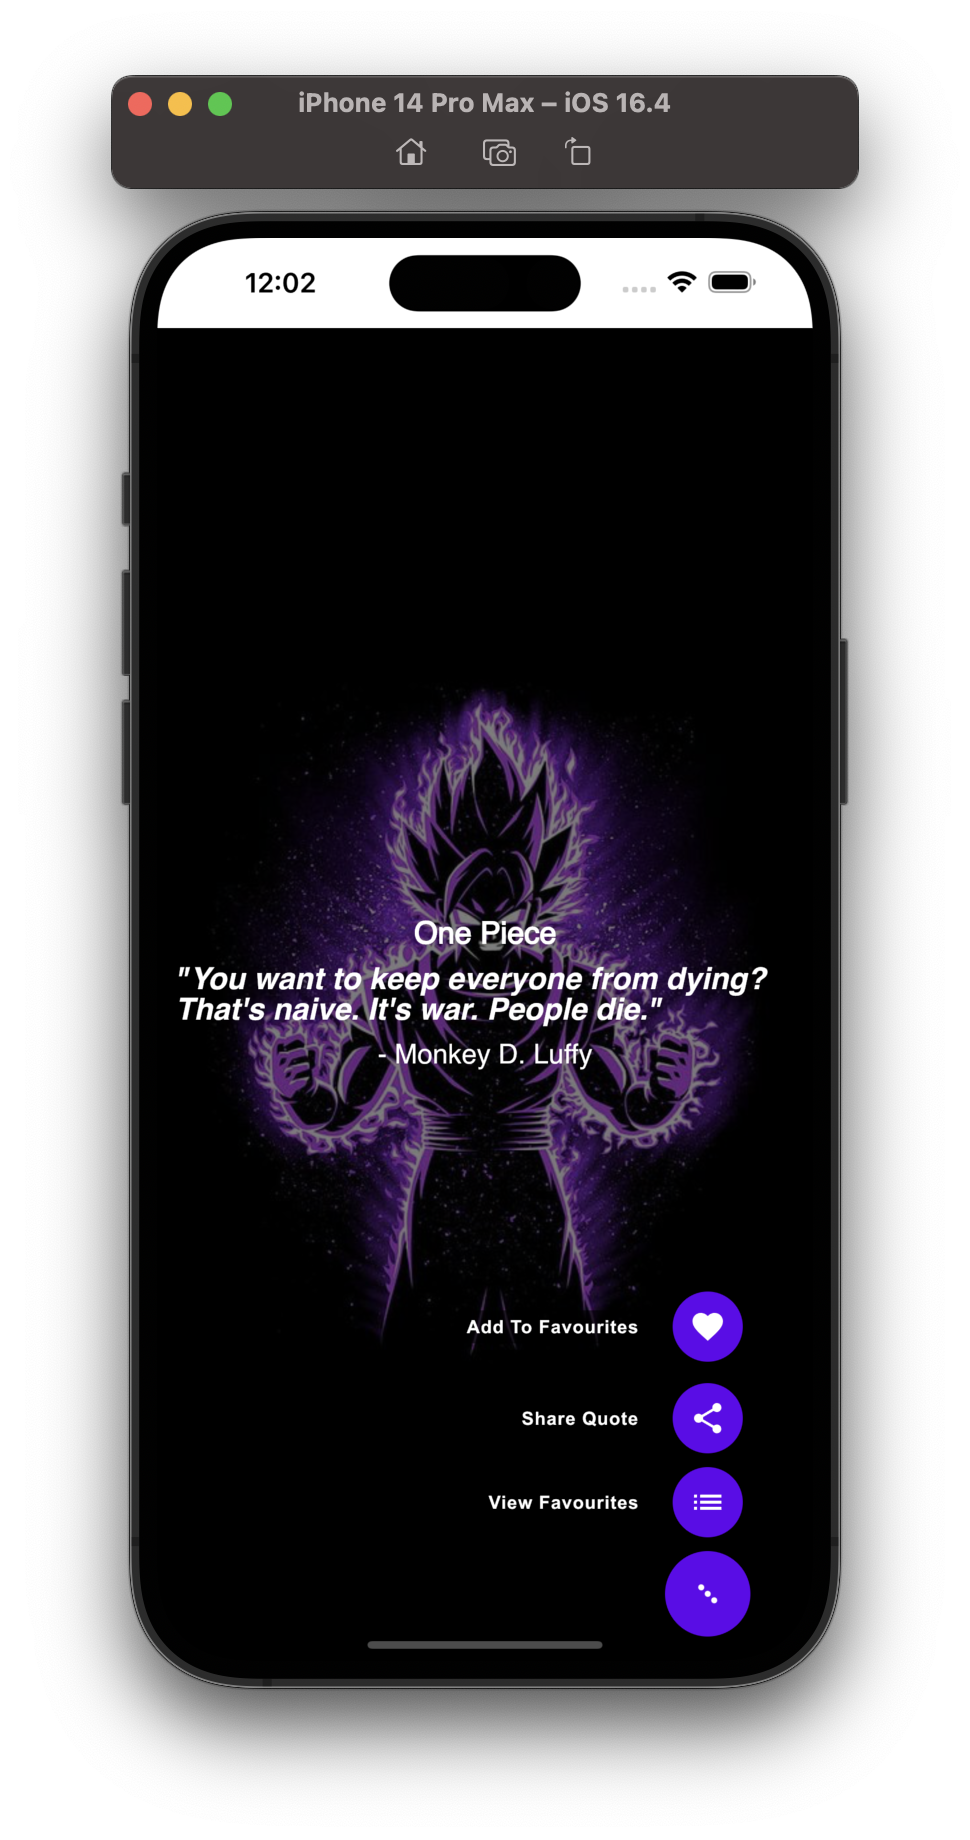 iPhone 14 Pro Max – iOS 16.4
12:02
One Piece
"You want to keep everyone from dying?
That's naive. It's war. People die."
- Monkey D. Luffy
Add To Favourites
Share Quote
View Favourites